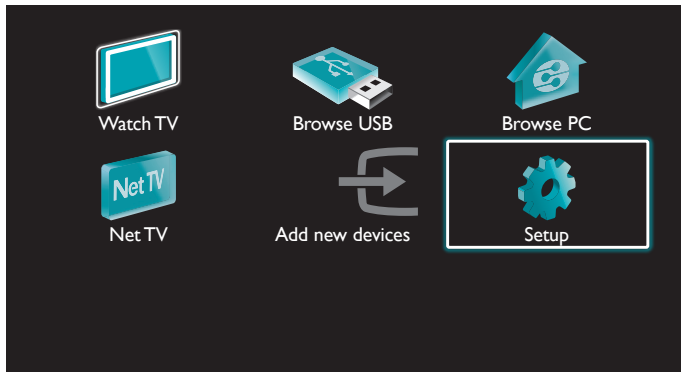 Watch TV
Browse USB
Browse PC
Net TV
Net TV
Add new devices
Setup